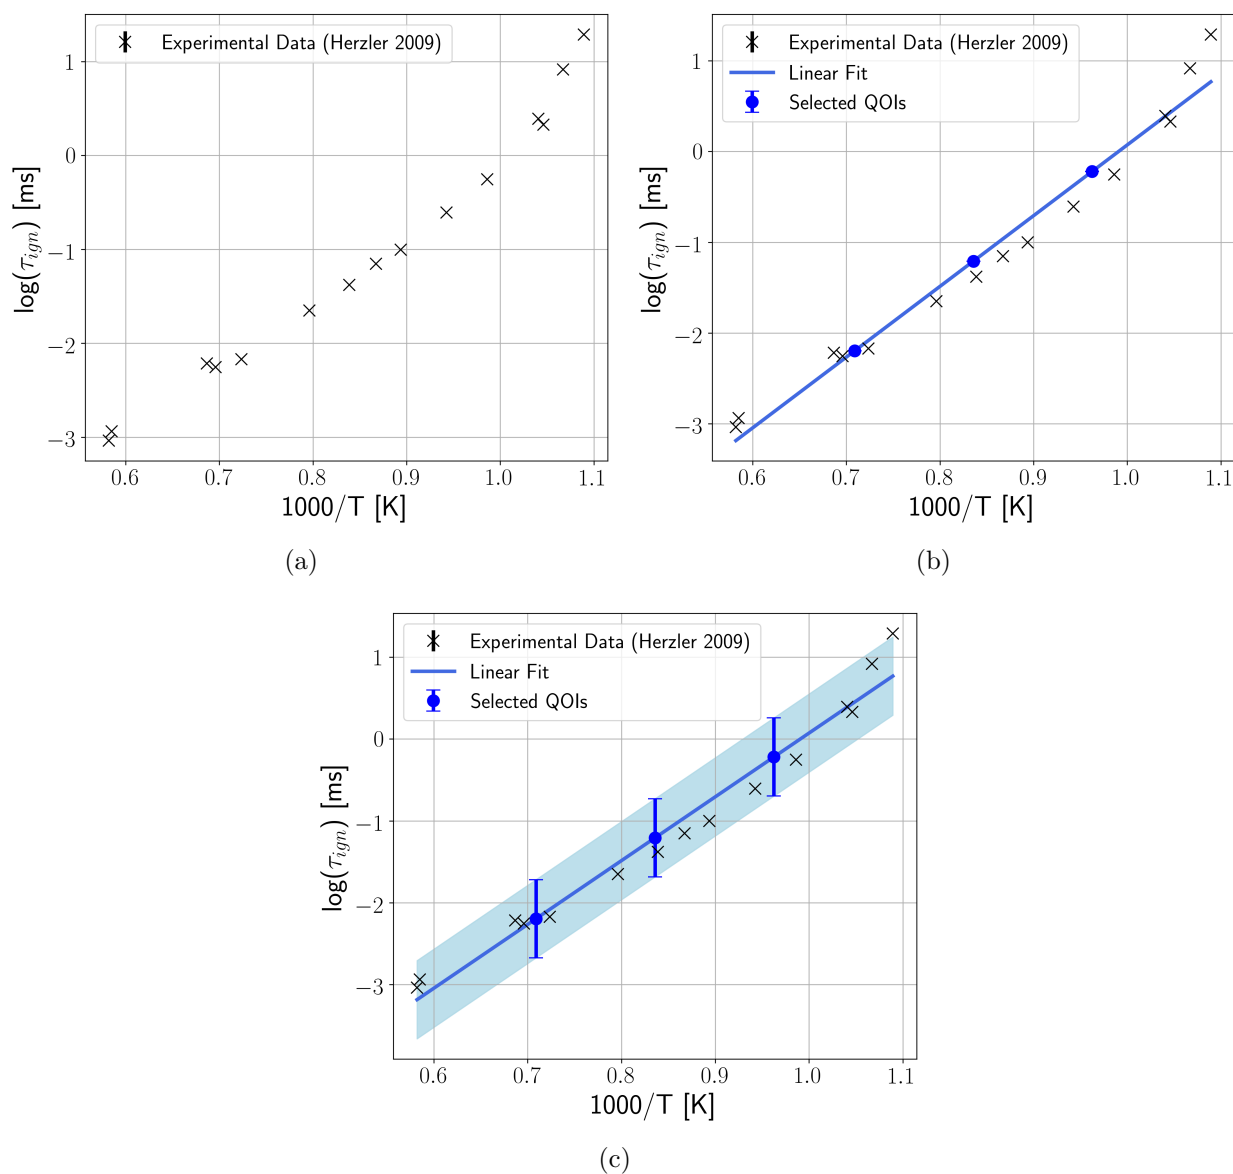 Experimental Data (Herzler 2009)
1
0
−1
−2
−3
log(τ_ign) [ms]
0.6 0.7 0.8 0.9 1.0 1.1
1000/T [K]
(a)
Experimental Data (Herzler 2009)
Linear Fit
Selected QOIs
1
0
−1
−2
−3
log(τ_ign) [ms]
0.6 0.7 0.8 0.9 1.0 1.1
1000/T [K]
(b)
Experimental Data (Herzler 2009)
Linear Fit
Selected QOIs
1
0
−1
−2
−3
log(τ_ign) [ms]
0.6 0.7 0.8 0.9 1.0 1.1
1000/T [K]
(c)